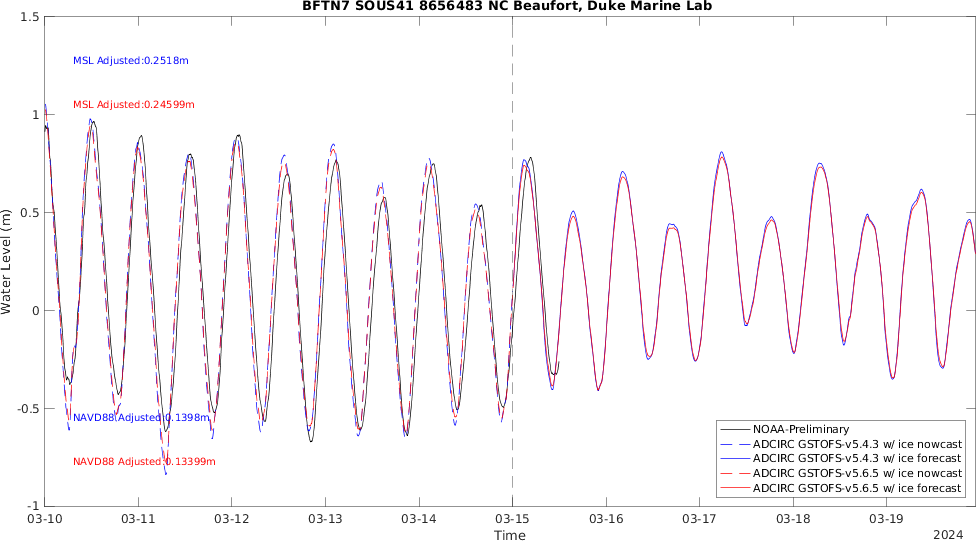 BFTN7 SOUS41 8656483 NC Beaufort, Duke Marine Lab
1.5
MSL Adjusted:0.2518m
1
MSL Adjusted:0.24599m
0.5
Water Level (m)
0
-0.5
NAVD88 Adjusted:0.1398m
NAVD88 Adjusted:0.13399m
-1
NOAA-Preliminary
ADCIRC GSTOFS-v5.4.3 w/ ice nowcast
ADCIRC GSTOFS-v5.4.3 w/ ice forecast
ADCIRC GSTOFS-v5.6.5 w/ ice nowcast
ADCIRC GSTOFS-v5.6.5 w/ ice forecast
03-10 03-11 03-12 03-13 03-14 03-15 03-16 03-17 03-18 03-19
Time
2024